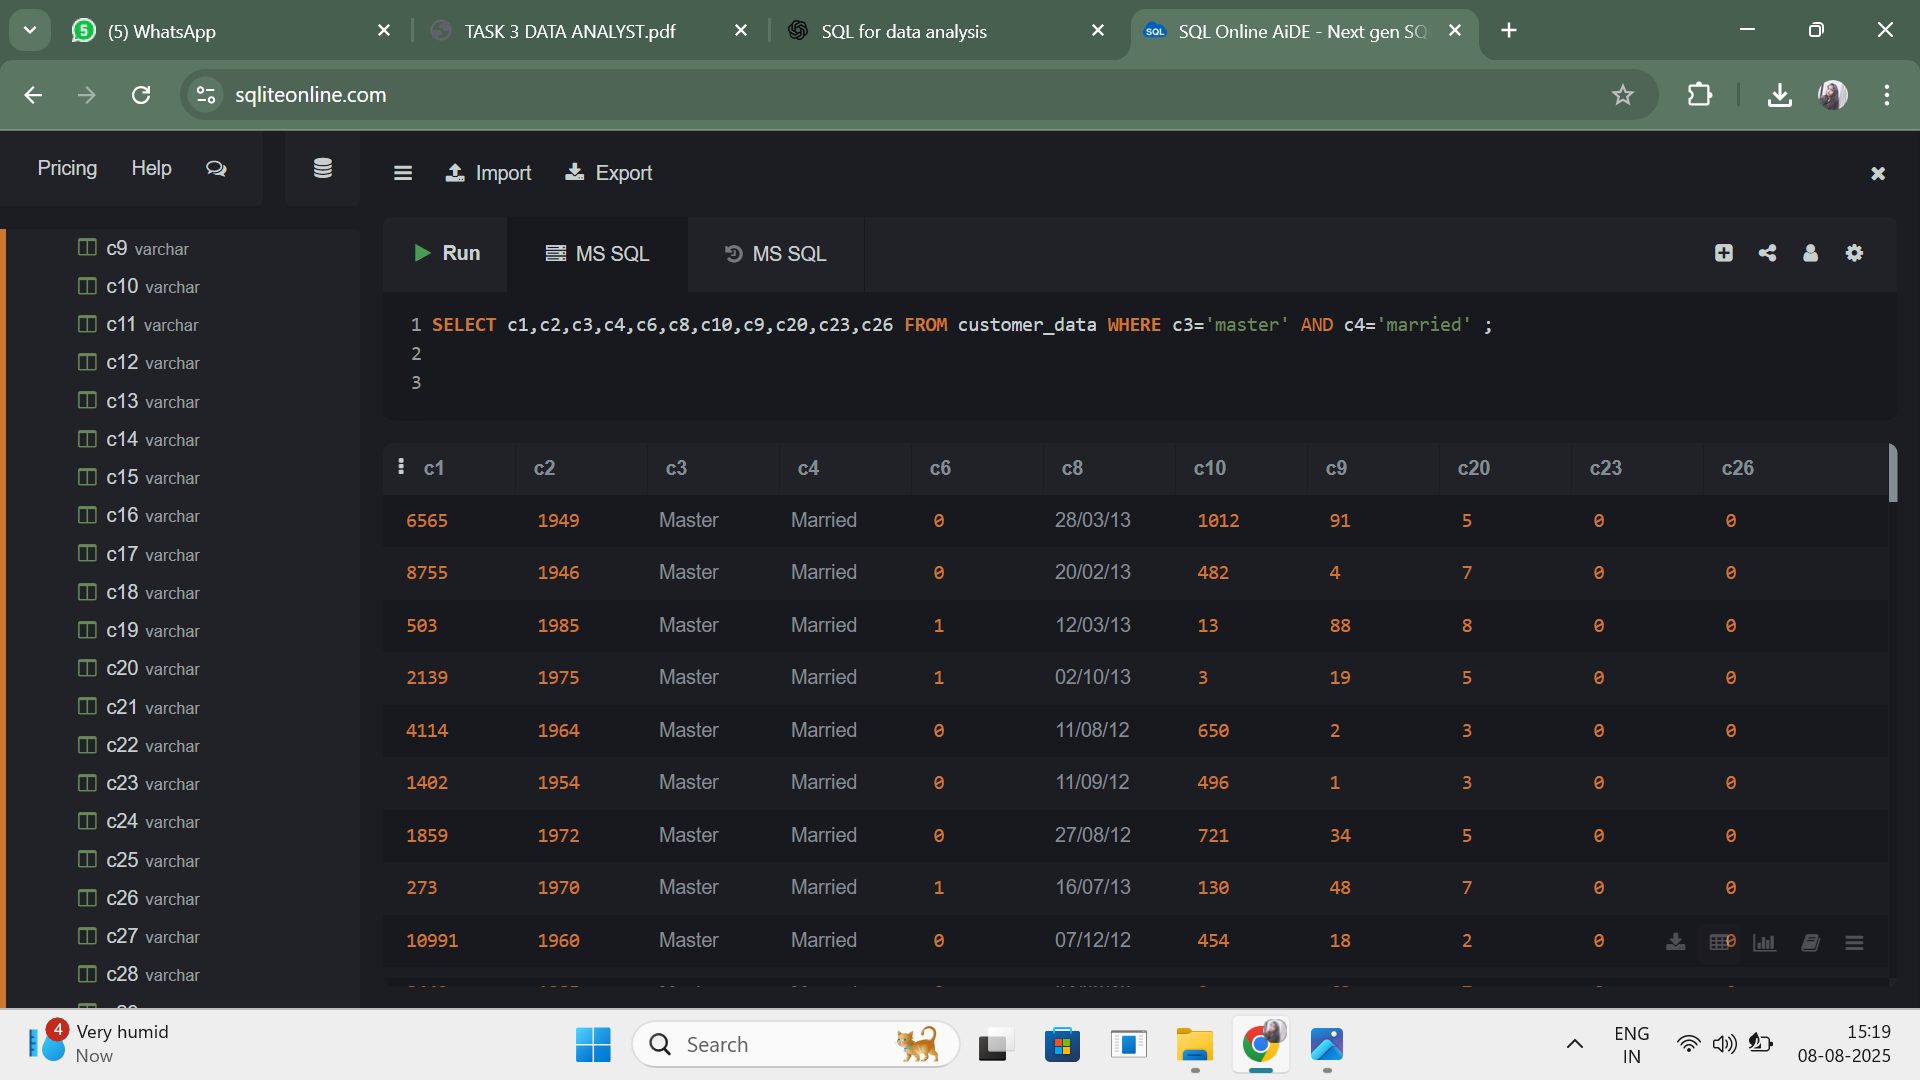 5 (5) WhatsApp
TASK 3 DATA ANALYST.pdf
SQL for data analysis
SQL SQL Online AiDE - Next gen SQ
sqliteonline.com
Pricing Help
Import Export
c9 varchar
c10 varchar
c11 varchar
c12 varchar
c13 varchar
c14 varchar
c15 varchar
c16 varchar
c17 varchar
c18 varchar
c19 varchar
c20 varchar
c21 varchar
c22 varchar
c23 varchar
c24 varchar
c25 varchar
c26 varchar
c27 varchar
c28 varchar
Run MS SQL MS SQL
1 SELECT c1,c2,c3,c4,c6,c8,c10,c9,c20,c23,c26 FROM customer_data WHERE c3='master' AND c4='married' ;
2
3
c1 c2 c3 c4 c6 c8 c10 c9 c20 c23 c26
6565 1949 Master Married 0 28/03/13 1012 91 5 0 0
8755 1946 Master Married 0 20/02/13 482 4 7 0 0
503 1985 Master Married 1 12/03/13 13 88 8 0 0
2139 1975 Master Married 1 02/10/13 3 19 5 0 0
4114 1964 Master Married 0 11/08/12 650 2 3 0 0
1402 1954 Master Married 0 11/09/12 496 1 3 0 0
1859 1972 Master Married 0 27/08/12 721 34 5 0 0
273 1970 Master Married 1 16/07/13 130 48 7 0 0
10991 1960 Master Married 0 07/12/12 454 18 2 0 0
4 Very humid
Now
Search
ENG
IN
15:19
08-08-2025